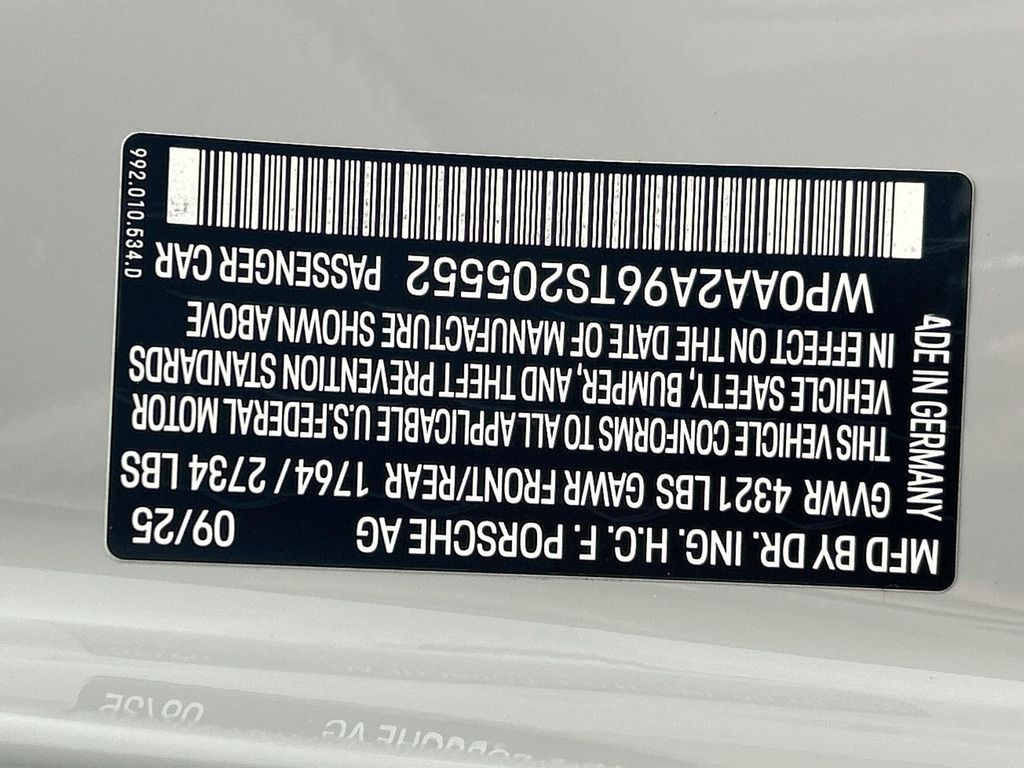 MFD BY DR. ING. H.C. F. PORSCHE AG 09/25
GVWR 4321 LBS GAWR FRONT/REAR 1764 / 2734 LBS
THIS VEHICLE CONFORMS TO ALL APPLICABLE U.S. FEDERAL MOTOR
VEHICLE SAFETY, BUMPER, AND THEFT PREVENTION STANDARDS
IN EFFECT ON THE DATE OF MANUFACTURE SHOWN ABOVE
WP0AA2A96TS205552 PASSENGER CAR
ADE IN GERMANY
992.010.534.D